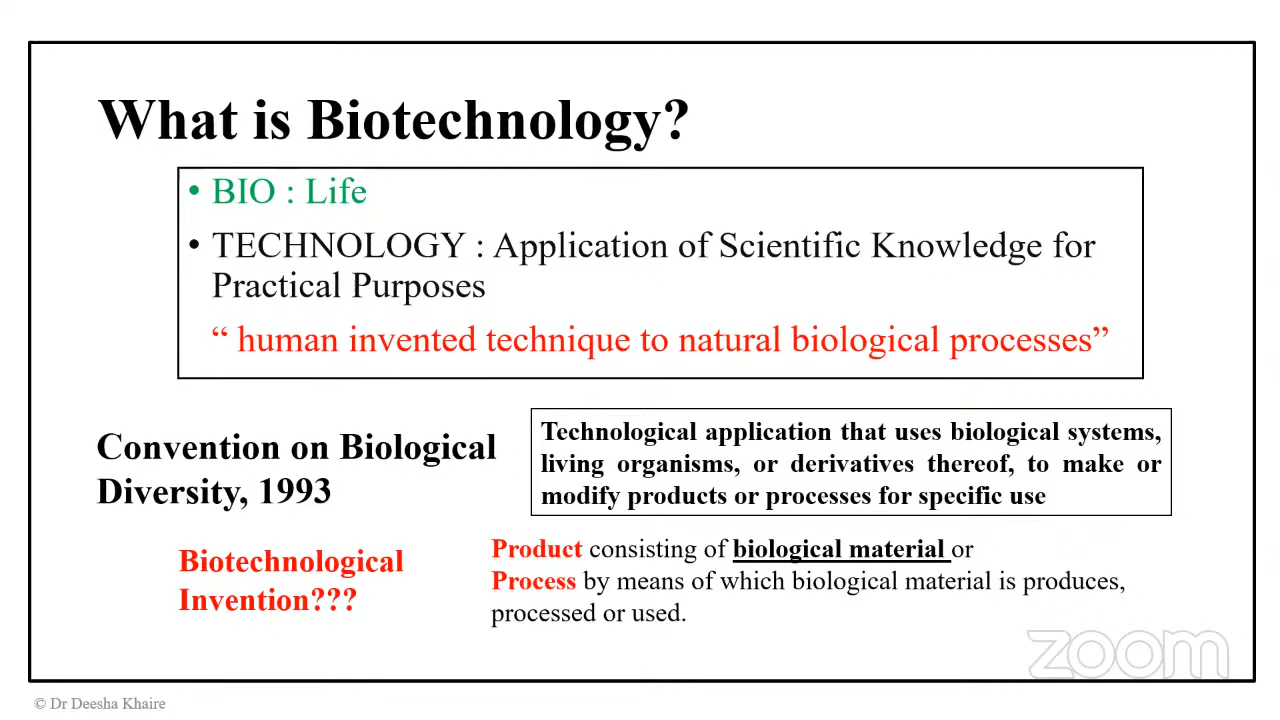 What is Biotechnology?
• BIO : Life
• TECHNOLOGY : Application of Scientific Knowledge for
Practical Purposes
“ human invented technique to natural biological processes”
Convention on Biological
Diversity, 1993
Technological application that uses biological systems,
living organisms, or derivatives thereof, to make or
modify products or processes for specific use
Biotechnological
Invention???
Product consisting of biological material or
Process by means of which biological material is produces,
processed or used.
zoom
© Dr Deesha Khaire